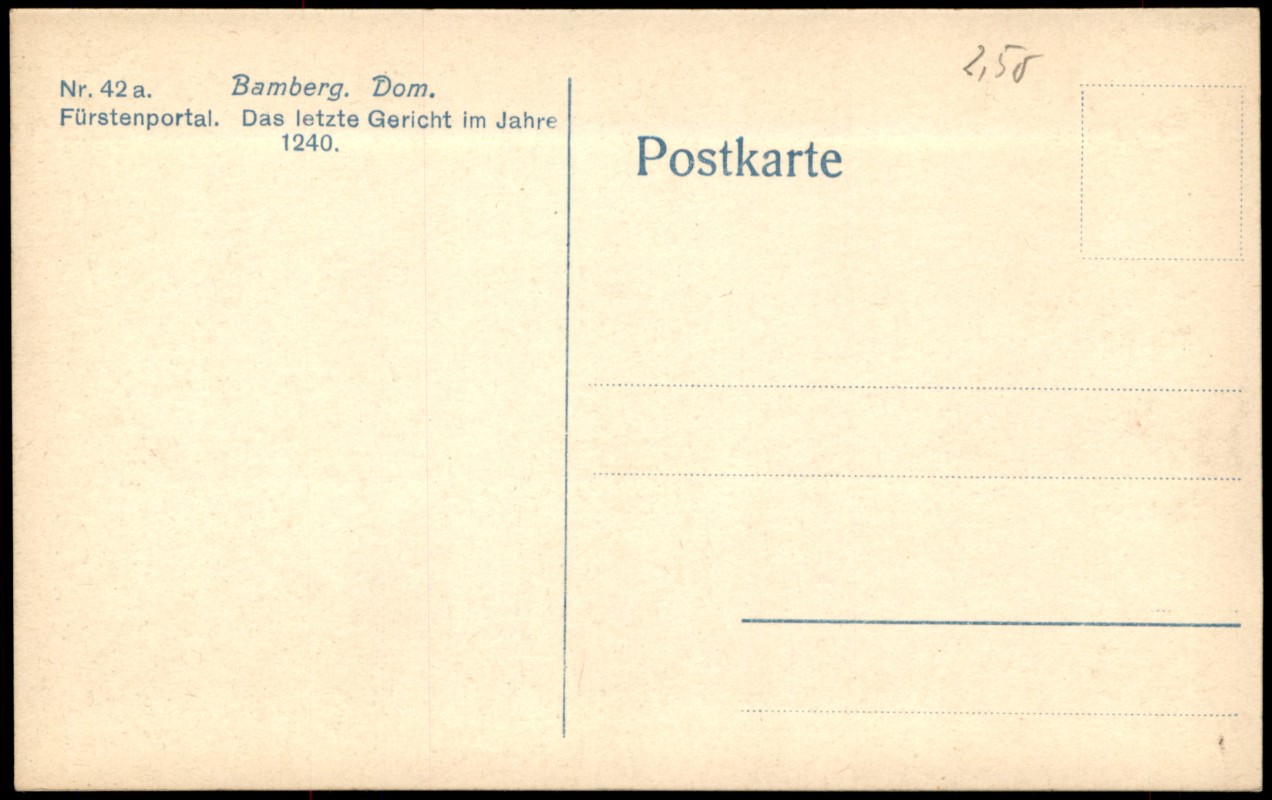 Nr. 42 a. Bamberg. Dom.
Fürstenportal. Das letzte Gericht im Jahre
1240.
2,50
Postkarte